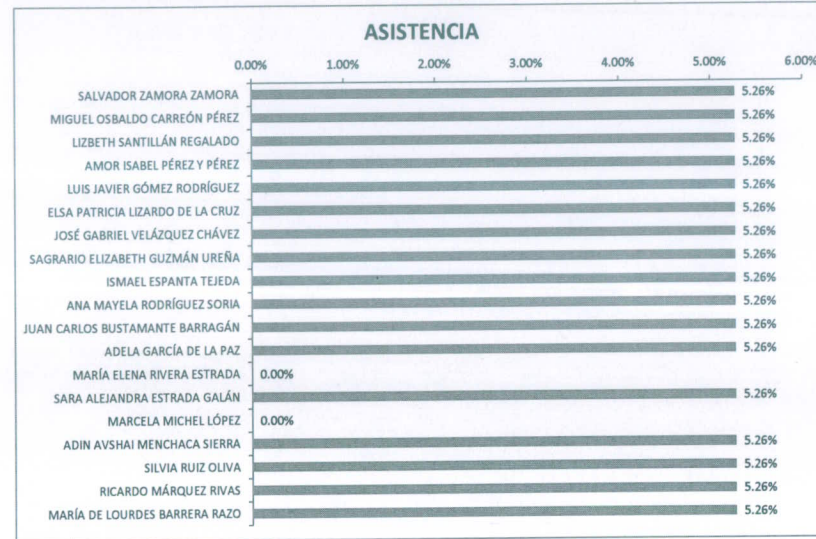 ASISTENCIA
0.00% 1.00% 2.00% 3.00% 4.00% 5.00% 6.00%
SALVADOR ZAMORA ZAMORA 5.26%
MIGUEL OSBALDO CARREÓN PÉREZ 5.26%
LIZBETH SANTILLÁN REGALADO 5.26%
AMOR ISABEL PÉREZ Y PÉREZ 5.26%
LUIS JAVIER GÓMEZ RODRÍGUEZ 5.26%
ELSA PATRICIA LIZARDO DE LA CRUZ 5.26%
JOSÉ GABRIEL VELÁZQUEZ CHÁVEZ 5.26%
SAGRARIO ELIZABETH GUZMÁN UREÑA 5.26%
ISMAEL ESPANTA TEJEDA 5.26%
ANA MAYELA RODRÍGUEZ SORIA 5.26%
JUAN CARLOS BUSTAMANTE BARRAGÁN 5.26%
ADELA GARCÍA DE LA PAZ 5.26%
MARÍA ELENA RIVERA ESTRADA 0.00%
SARA ALEJANDRA ESTRADA GALÁN 5.26%
MARCELA MICHEL LÓPEZ 0.00%
ADIN AVSHAI MENCHACA SIERRA 5.26%
SILVIA RUIZ OLIVA 5.26%
RICARDO MÁRQUEZ RIVAS 5.26%
MARÍA DE LOURDES BARRERA RAZO 5.26%